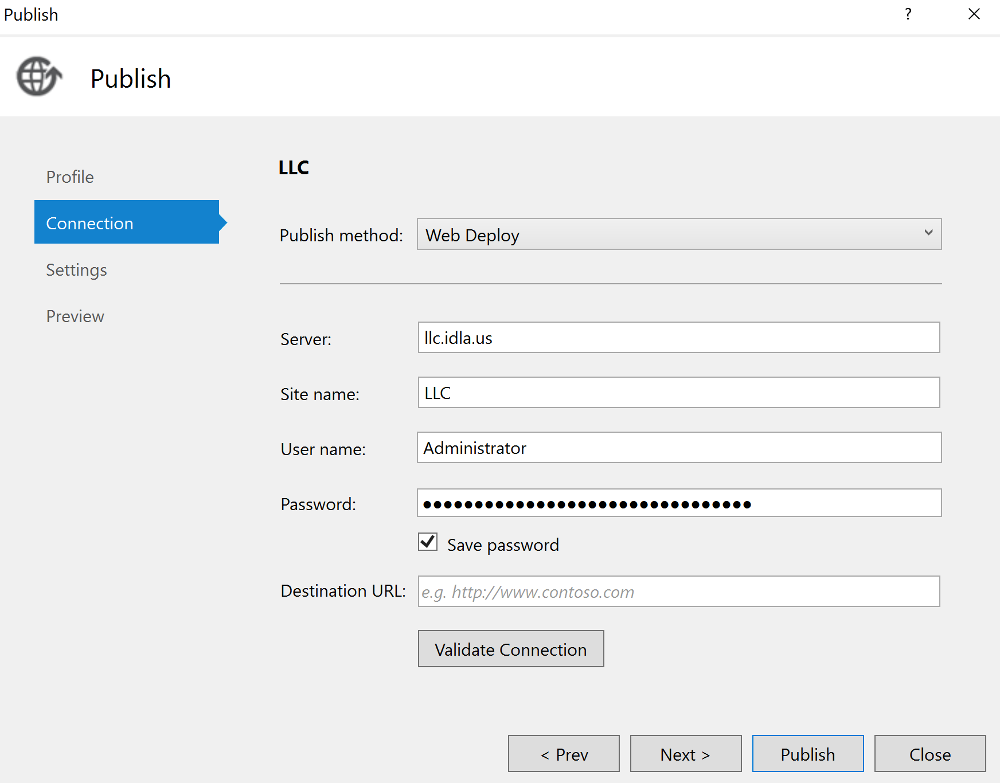 Publish
?
Publish
Profile
Connection
Settings
Preview
LLC
Publish method: Web Deploy
Server: llc.idla.us
Site name: LLC
User name: Administrator
Password: ●●●●●●●●●●●●●●●●●●●●●●●●●●●●●●●●
Save password
Destination URL: e.g. http://www.contoso.com
Validate Connection
< Prev Next > Publish Close